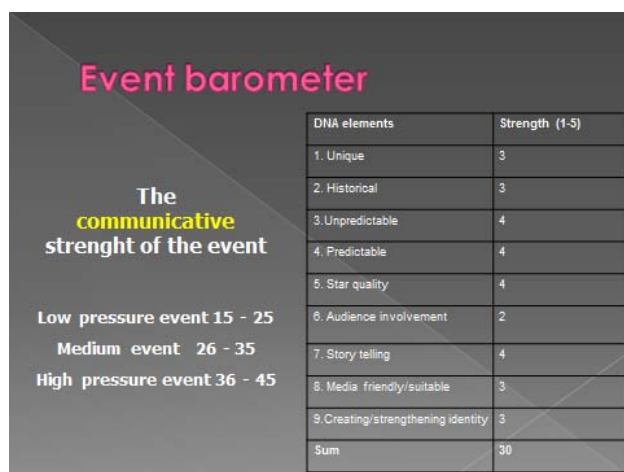 Event barometer
The
communicative
strenght of the event
Low pressure event 15 - 25
Medium event 26 - 35
High pressure event 36 - 45
DNA elements Strength (1-5)
1. Unique 3
2. Historical 3
3.Unpredictable 4
4. Predictable 4
5. Star quality 4
6. Audience involvement 2
7. Story telling 4
8. Media friendly/suitable 3
9.Creating/strengthening identity 3
Sum 30